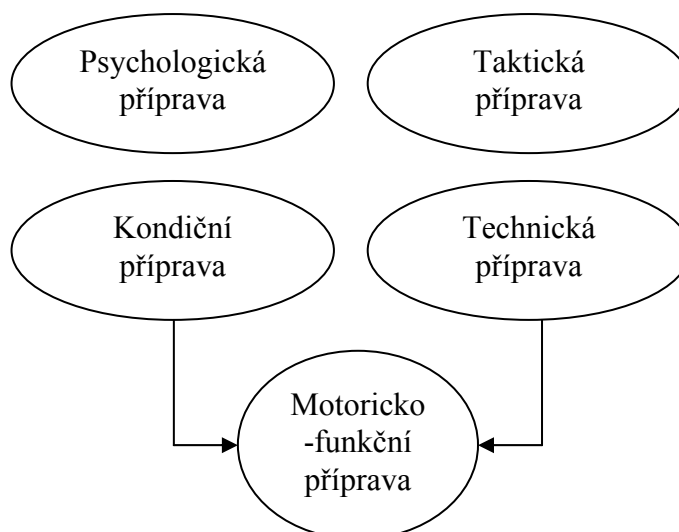 Psychologická
příprava
Taktická
příprava
Kondiční
příprava
Technická
příprava
Motoricko
-funkční
příprava